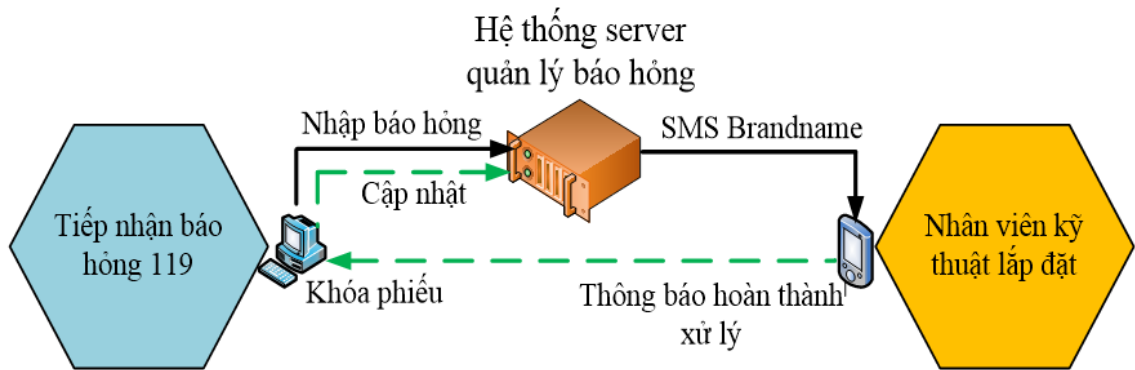 Hệ thống server
quản lý báo hỏng
Nhập báo hỏng
SMS Brandname
Cập nhật
Tiếp nhận báo
hỏng 119
Nhân viên kỹ
thuật lắp đặt
Khóa phiếu
Thông báo hoàn thành
xử lý